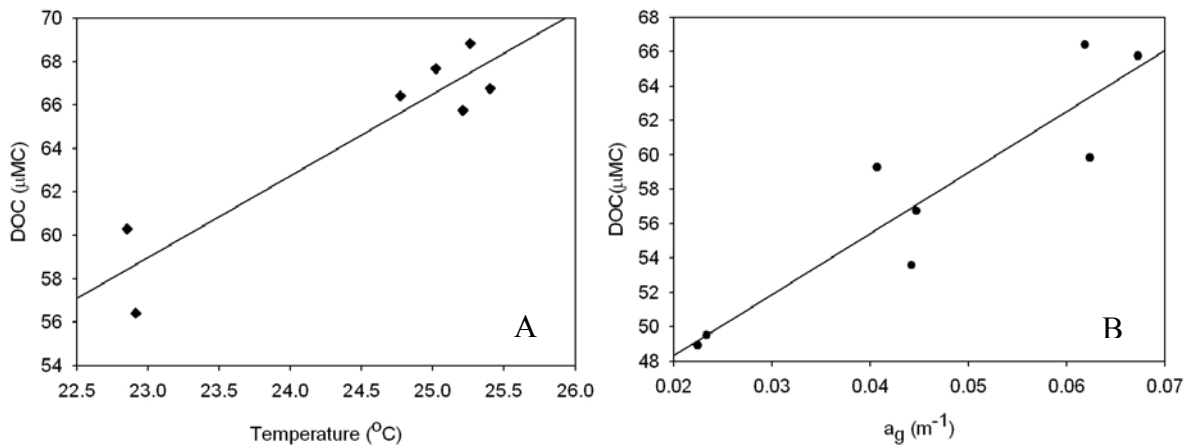 70
68
66
64
62
60
58
56
54
DOC (μMC)
22.5 23.0 23.5 24.0 24.5 25.0 25.5 26.0
Temperature (°C)
A
68
66
64
62
60
58
56
54
52
50
48
DOC(μMC)
0.02 0.03 0.04 0.05 0.06 0.07
ag (m-1)
B